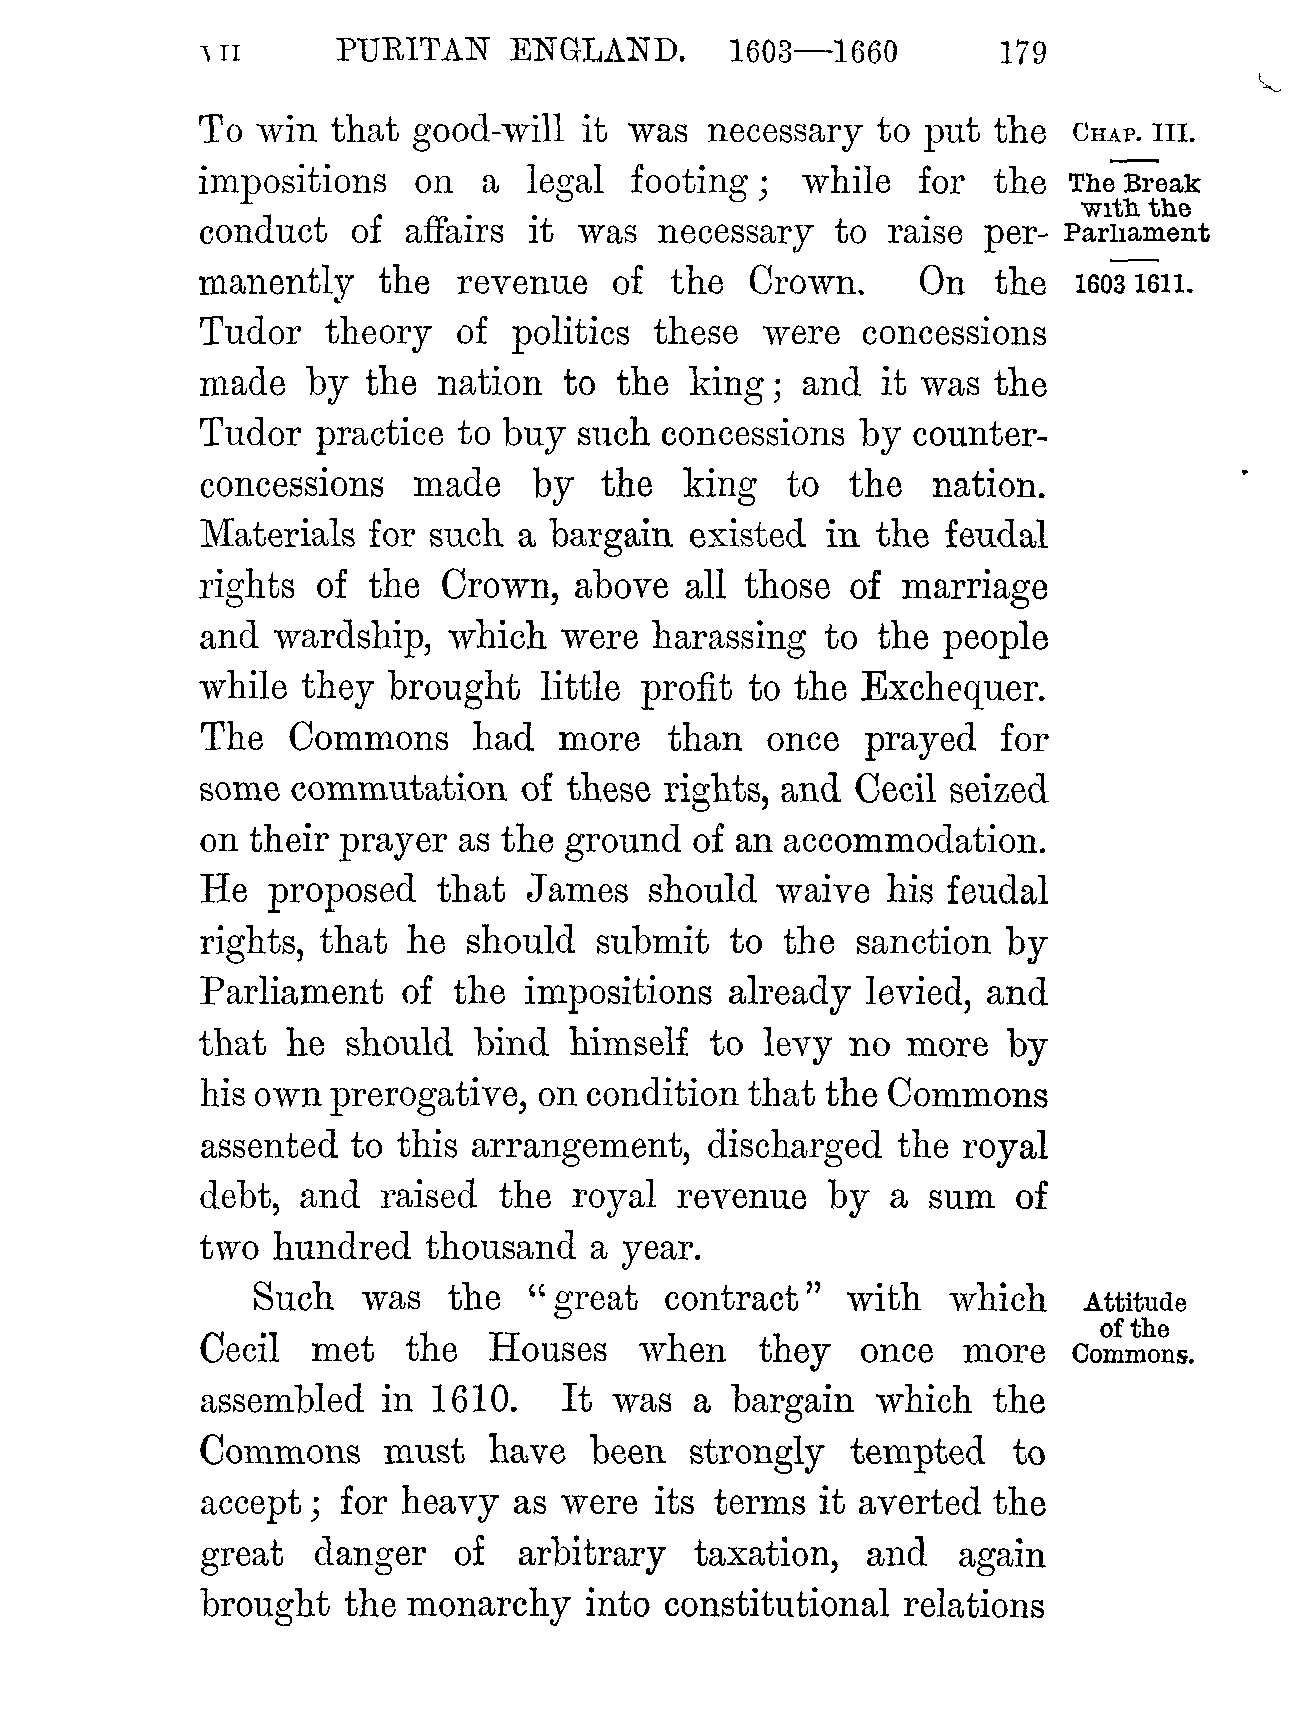 VII PURITAN ENGLAND. 1603—1660 179
To win that good-will it was necessary to put the
impositions on a legal footing; while for the
conduct of affairs it was necessary to raise per-
manently the revenue of the Crown. On the
Tudor theory of politics these were concessions
made by the nation to the king; and it was the
Tudor practice to buy such concessions by counter-
concessions made by the king to the nation.
Materials for such a bargain existed in the feudal
rights of the Crown, above all those of marriage
and wardship, which were harassing to the people
while they brought little profit to the Exchequer.
The Commons had more than once prayed for
some commutation of these rights, and Cecil seized
on their prayer as the ground of an accommodation.
He proposed that James should waive his feudal
rights, that he should submit to the sanction by
Parliament of the impositions already levied, and
that he should bind himself to levy no more by
his own prerogative, on condition that the Commons
assented to this arrangement, discharged the royal
debt, and raised the royal revenue by a sum of
two hundred thousand a year.
Such was the "great contract" with which
Cecil met the Houses when they once more
assembled in 1610. It was a bargain which the
Commons must have been strongly tempted to
accept; for heavy as were its terms it averted the
great danger of arbitrary taxation, and again
brought the monarchy into constitutional relations
CHAP. III.
The Break
with the
Parliament
1603 1611.
Attitude
of the
Commons.